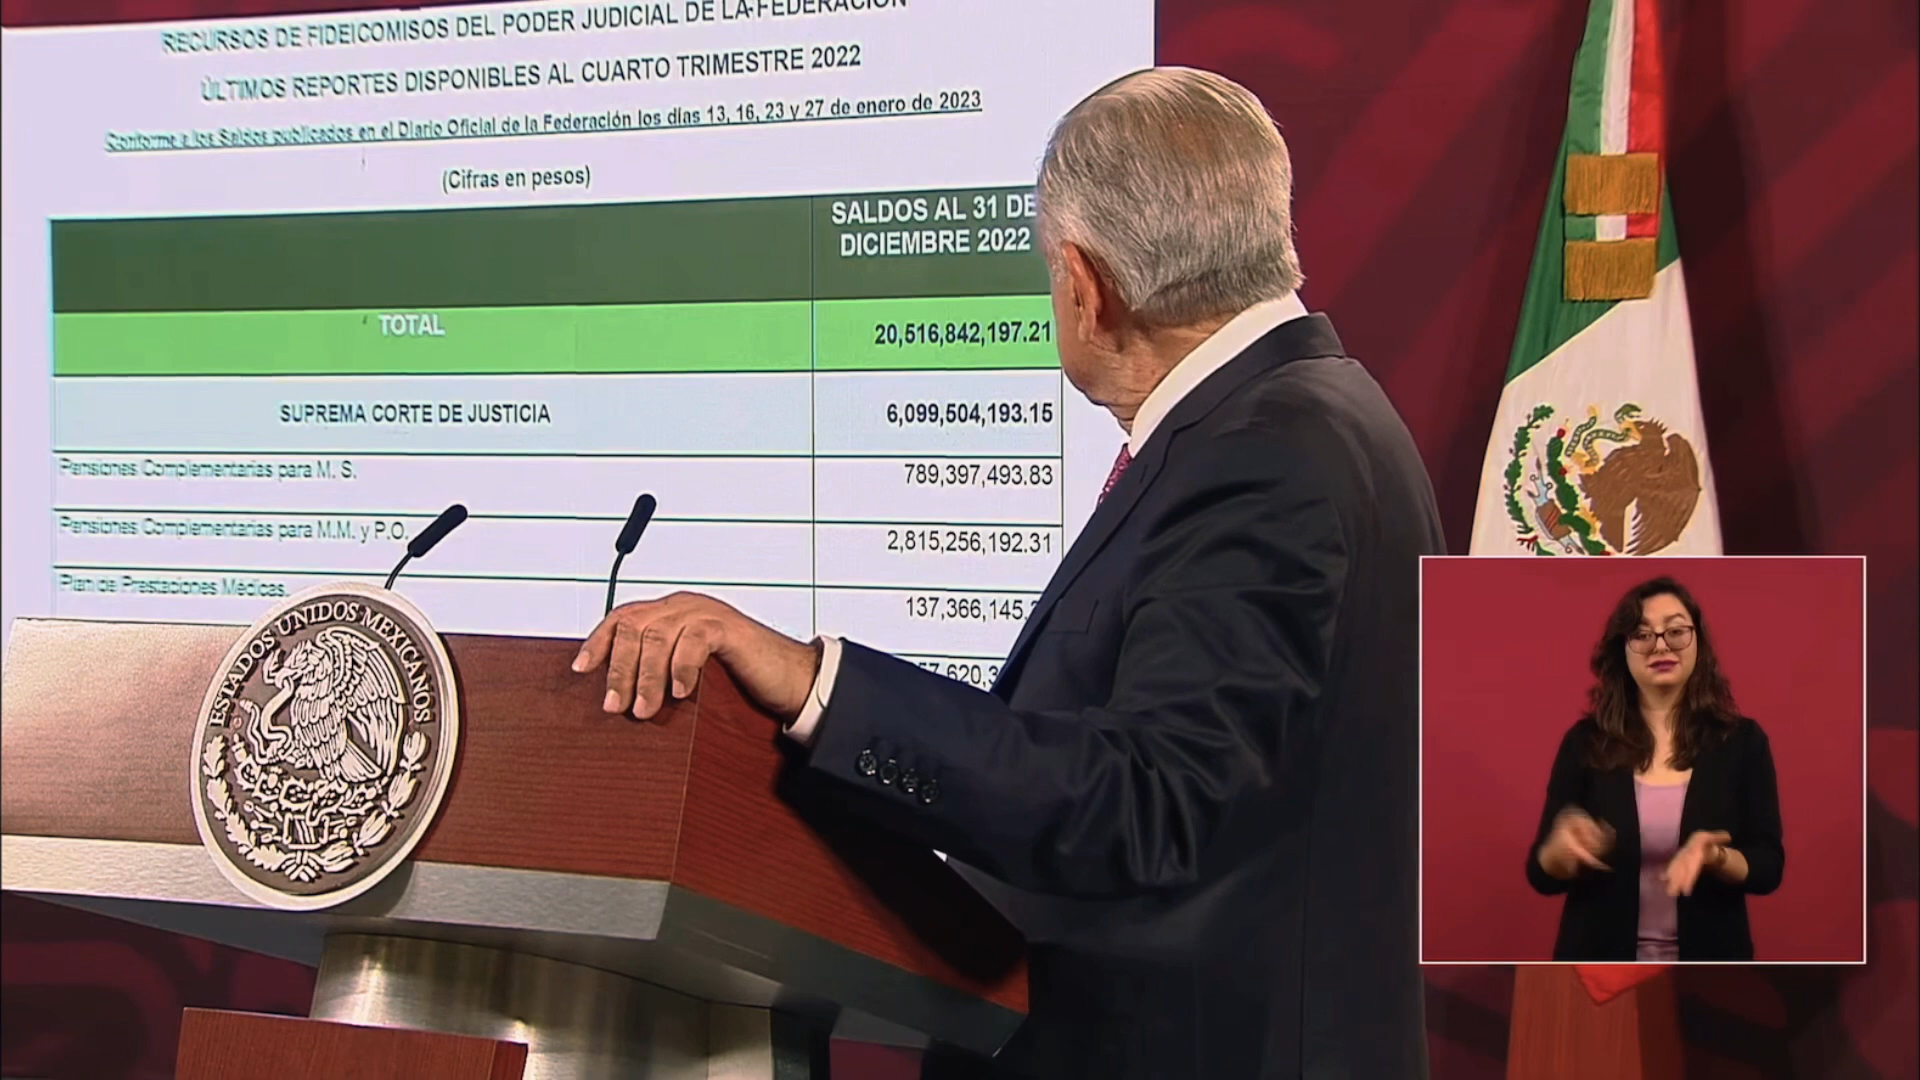 RECURSOS DE FIDEICOMISOS DEL PODER JUDICIAL DE LA FEDERACIÓN
ÚLTIMOS REPORTES DISPONIBLES AL CUARTO TRIMESTRE 2022
Conforme a los Saldos publicados en el Diario Oficial de la Federación los días 13, 16, 23 y 27 de enero de 2023
(Cifras en pesos)
SALDOS AL 31 DE
DICIEMBRE 2022
TOTAL 20,516,842,197.21
SUPREMA CORTE DE JUSTICIA 6,099,504,193.15
Pensiones Complementarias para M. S. 789,397,493.83
Pensiones Complementarias para M.M. y P.O. 2,815,256,192.31
Plan de Prestaciones Médicas. 137,366,145.
ESTADOS UNIDOS MEXICANOS